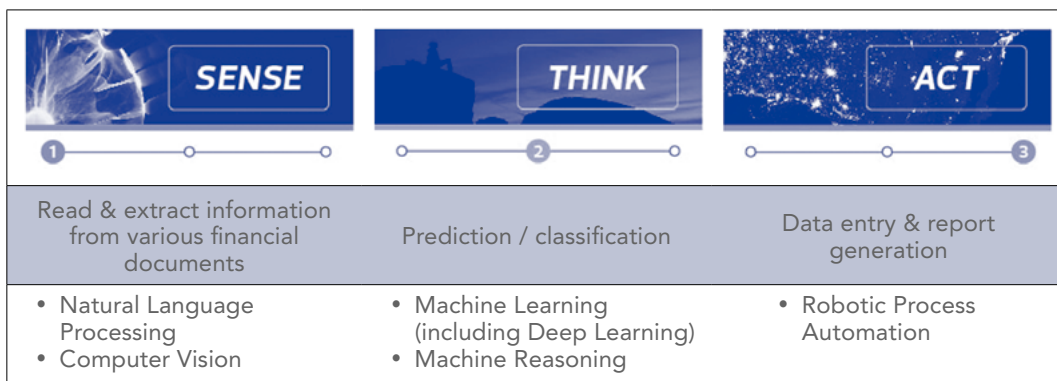 SENSE
THINK
ACT
1
2
3
Read & extract information
from various financial
documents
Prediction / classification
Data entry & report
generation
• Natural Language
Processing
• Computer Vision
• Machine Learning
(including Deep Learning)
• Machine Reasoning
• Robotic Process
Automation